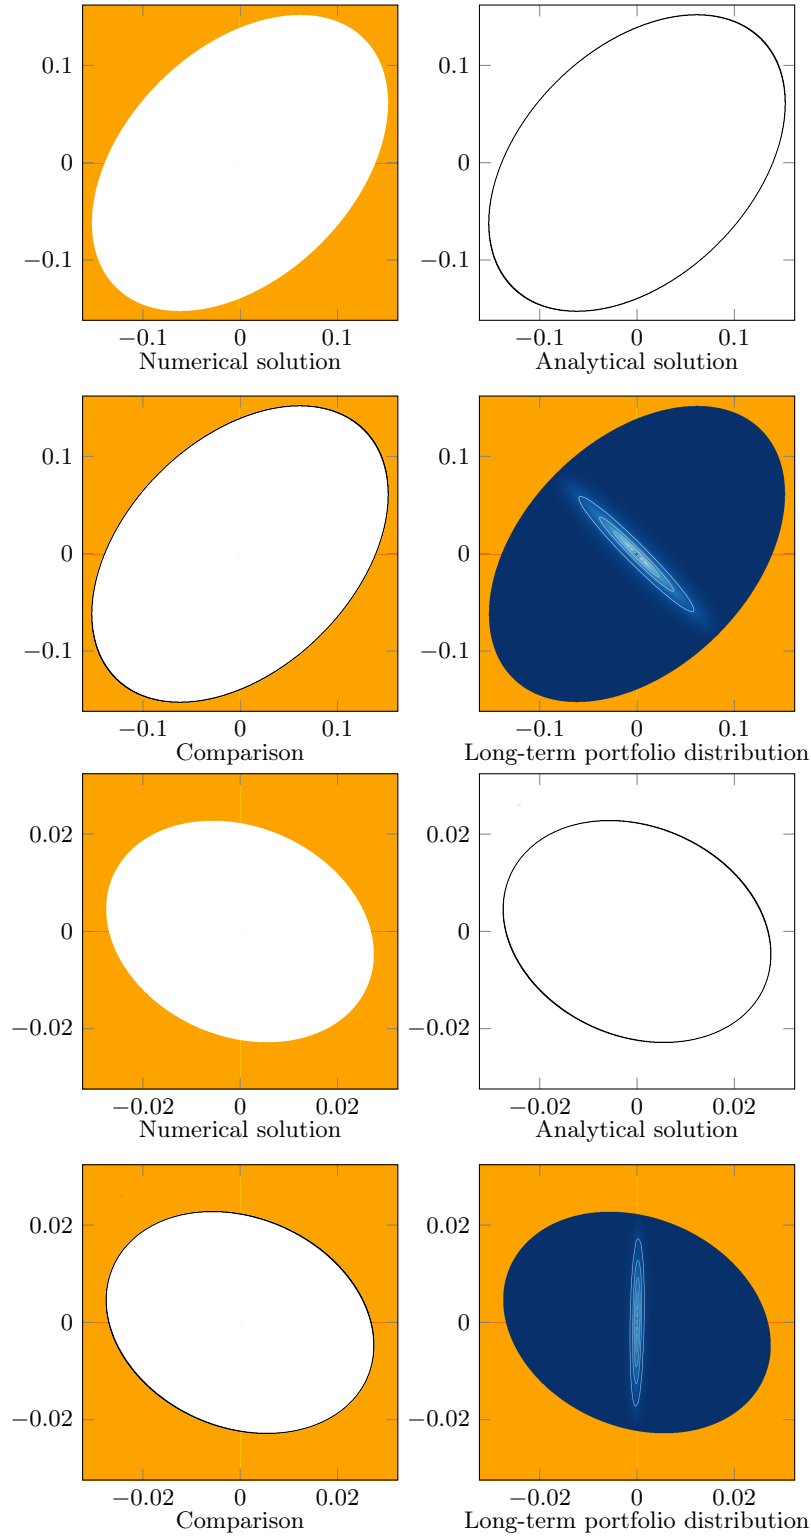 0.1 0.1
0 0
−0.1 −0.1
−0.1 0 0.1 −0.1 0 0.1
Numerical solution Analytical solution
0.1 0.1
0 0
−0.1 −0.1
−0.1 0 0.1 −0.1 0 0.1
Comparison Long-term portfolio distribution
0.02 0.02
0 0
−0.02 −0.02
−0.02 0 0.02 −0.02 0 0.02
Numerical solution Analytical solution
0.02 0.02
0 0
−0.02 −0.02
−0.02 0 0.02 −0.02 0 0.02
Comparison Long-term portfolio distribution